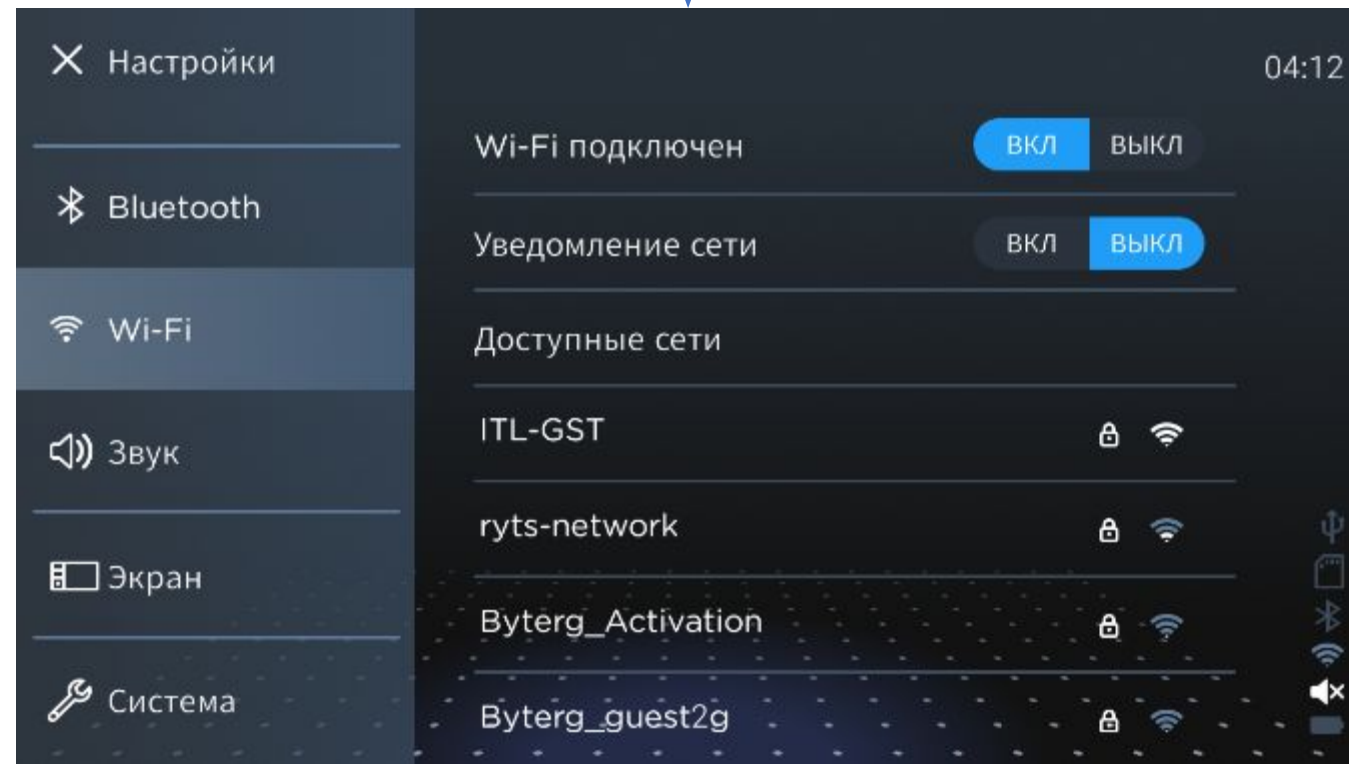 Настройки
Bluetooth
Wi-Fi
Звук
Экран
Система
04:12
Wi-Fi подключен ВКЛ ВЫКЛ
Уведомление сети ВКЛ ВЫКЛ
Доступные сети
ITL-GST
ryts-network
Byterg_Activation
Byterg_guest2g